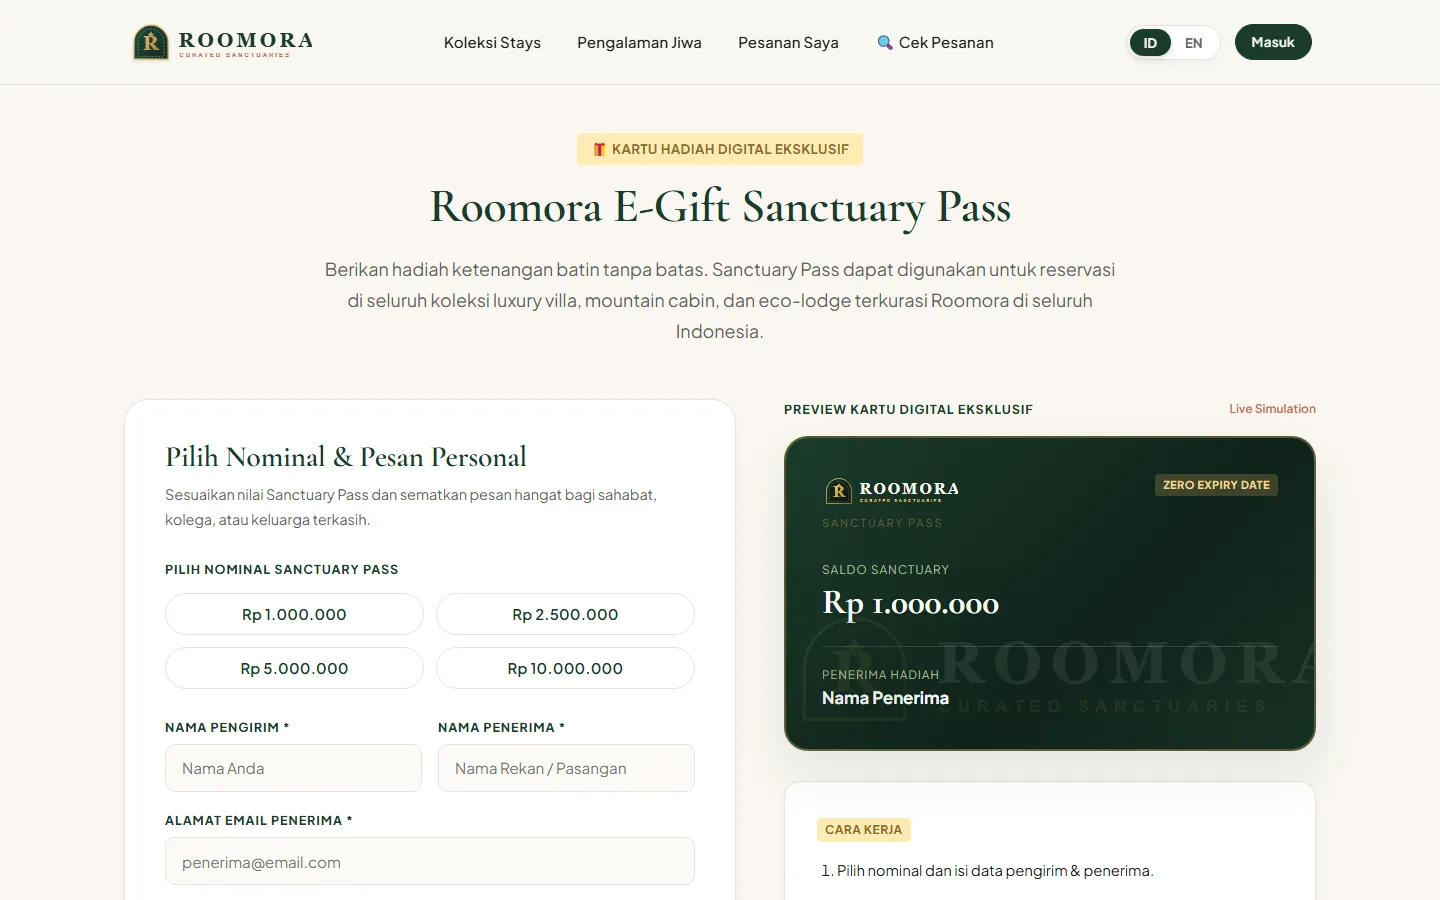 ROOMORA
CURATED SANCTUARIES
Koleksi Stays
Pengalaman Jiwa
Pesanan Saya
Cek Pesanan
ID
EN
Masuk
KARTU HADIAH DIGITAL EKSKLUSIF
Roomora E-Gift Sanctuary Pass
Berikan hadiah ketenangan batin tanpa batas. Sanctuary Pass dapat digunakan untuk reservasi
di seluruh koleksi luxury villa, mountain cabin, dan eco-lodge terkurasi Roomora di seluruh
Indonesia.
Pilih Nominal & Pesan Personal
Sesuaikan nilai Sanctuary Pass dan sematkan pesan hangat bagi sahabat,
kolega, atau keluarga terkasih.
PILIH NOMINAL SANCTUARY PASS
Rp 1.000.000
Rp 2.500.000
Rp 5.000.000
Rp 10.000.000
NAMA PENGIRIM *
NAMA PENERIMA *
Nama Anda
Nama Rekan / Pasangan
ALAMAT EMAIL PENERIMA *
penerima@email.com
PREVIEW KARTU DIGITAL EKSKLUSIF
Live Simulation
ROOMORA
CURATED SANCTUARIES
ZERO EXPIRY DATE
SANCTUARY PASS
SALDO SANCTUARY
Rp 1.000.000
ROOMORA
CURATED SANCTUARIES
PENERIMA HADIAH
Nama Penerima
CARA KERJA
1. Pilih nominal dan isi data pengirim & penerima.